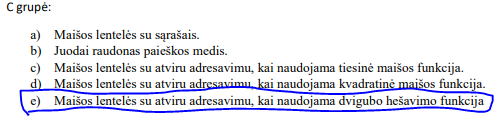 C grupė:
a) Maišos lentelės su sąrašais.
b) Juodai raudonas paieškos medis.
c) Maišos lentelės su atviru adresavimu, kai naudojama tiesinė maišos funkcija.
d) Maišos lentelės su atviru adresavimu, kai naudojama kvadratinė maišos funkcija.
e) Maišos lentelės su atviru adresavimu, kai naudojama dvigubo hešavimo funkcija